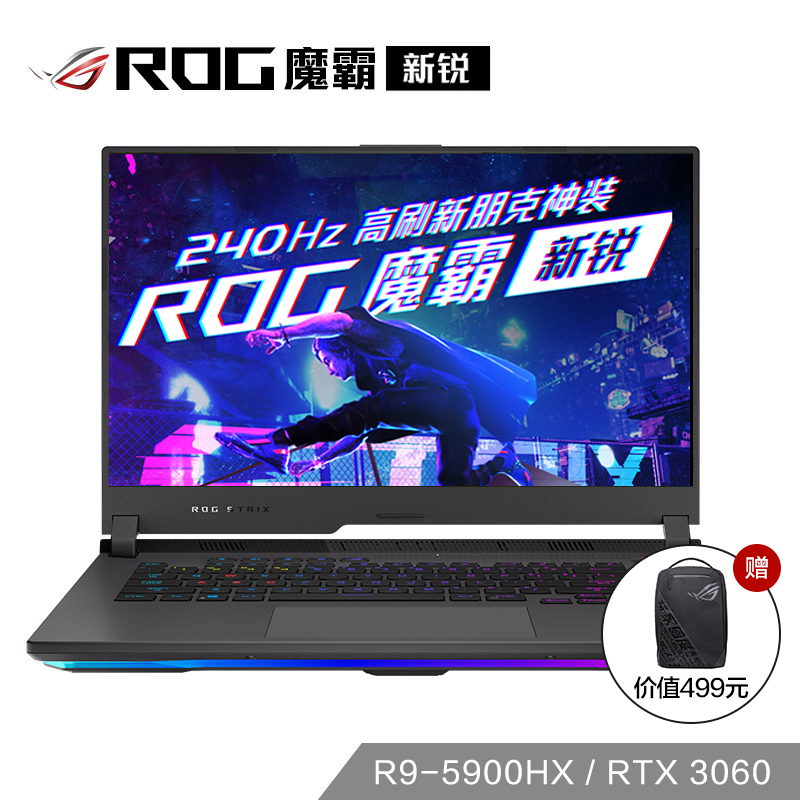 ROG 魔霸 新锐
240Hz 高刷新朋克神装
ROG 魔霸 新锐
ROG STRIX
赠
价值499元
R9-5900HX / RTX 3060